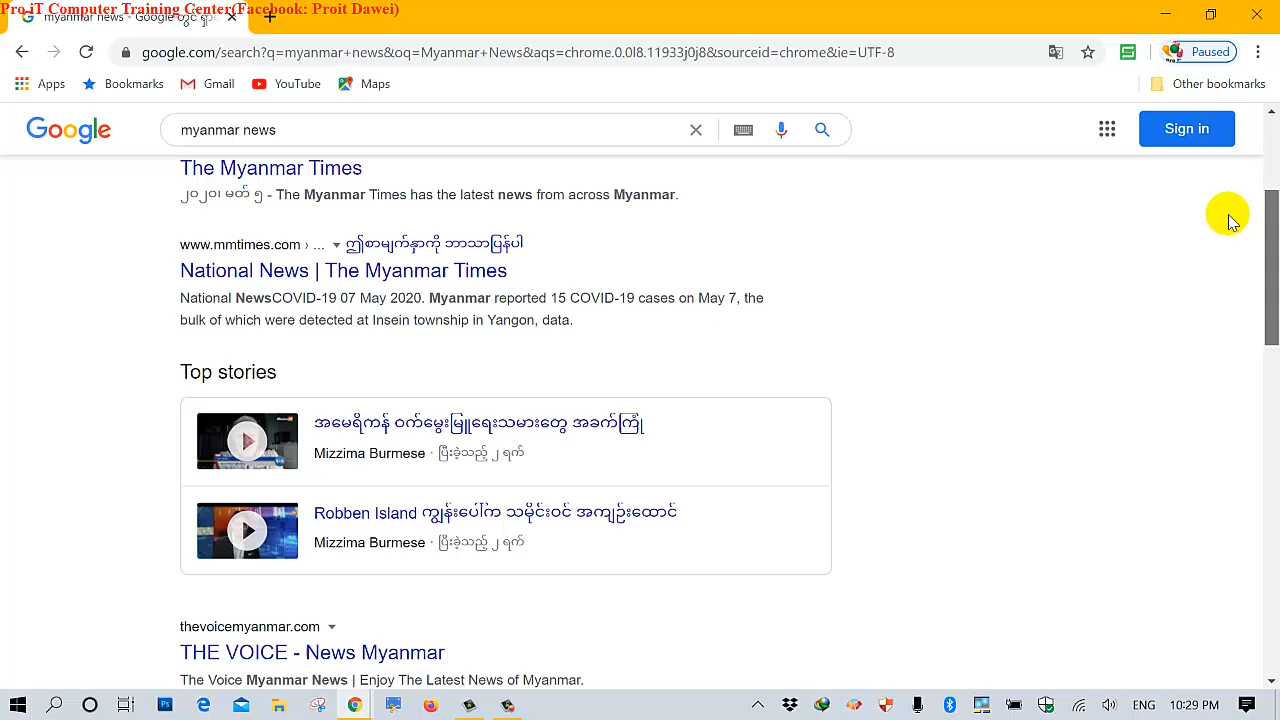 Pro iT Computer Training Center(Facebook: Proit Dawei)
myanmar news - Google တွင် ရှာဖ
google.com/search?q=myanmar+news&oq=Myanmar+News&aqs=chrome.0.0l8.11933j0j8&sourceid=chrome&ie=UTF-8
Paused
Apps Bookmarks Gmail YouTube Maps Other bookmarks
Google myanmar news Sign in
The Myanmar Times
၂၀၂၀၊ မတ် ၅ - The Myanmar Times has the latest news from across Myanmar.
www.mmtimes.com › ... ▾ ဤစာမျက်နှာကို ဘာသာပြန်ပါ
National News | The Myanmar Times
National NewsCOVID-19 07 May 2020. Myanmar reported 15 COVID-19 cases on May 7, the
bulk of which were detected at Insein township in Yangon, data.
Top stories
အမေရိကန် ဝက်မွေးမြူရေးသမားတွေ အခက်ကြုံ
Mizzima Burmese · ပြီးခဲ့သည့် ၂ ရက်
Robben Island ကျွန်းပေါ်က သမိုင်းဝင် အကျဉ်းထောင်
Mizzima Burmese · ပြီးခဲ့သည့် ၂ ရက်
thevoicemyanmar.com ▾
THE VOICE - News Myanmar
The Voice Myanmar News | Enjoy The Latest News of Myanmar.
ENG 10:29 PM